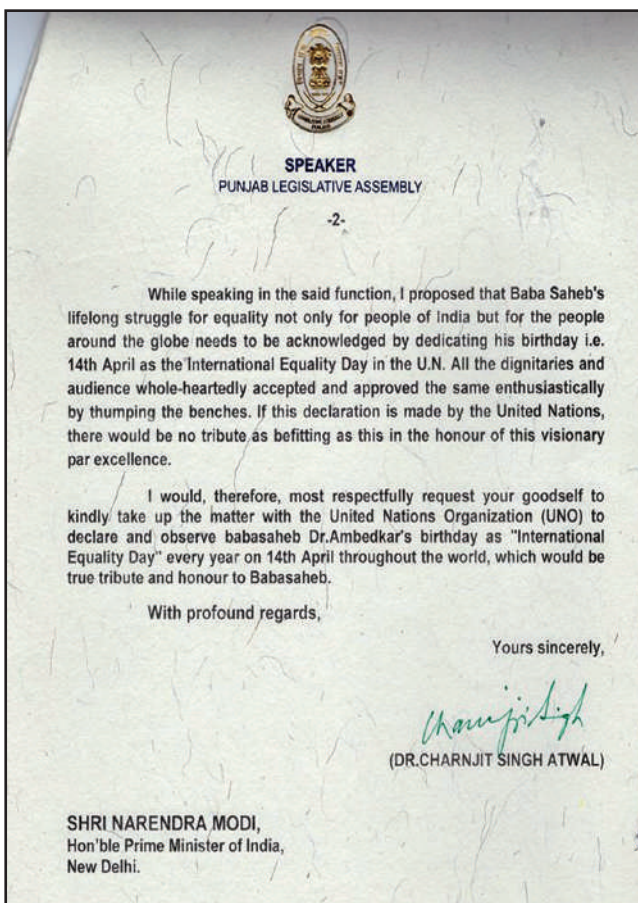 SPEAKER
PUNJAB LEGISLATIVE ASSEMBLY
-2-
While speaking in the said function, I proposed that Baba Saheb's
lifelong struggle for equality not only for people of India but for the people
around the globe needs to be acknowledged by dedicating his birthday i.e.
14th April as the International Equality Day in the U.N. All the dignitaries and
audience whole-heartedly accepted and approved the same enthusiastically
by thumping the benches. If this declaration is made by the United Nations,
there would be no tribute as befitting as this in the honour of this visionary
par excellence.
I would, therefore, most respectfully request your goodself to
kindly take up the matter with the United Nations Organization (UNO) to
declare and observe babasaheb Dr.Ambedkar's birthday as "International
Equality Day" every year on 14th April throughout the world, which would be
true tribute and honour to Babasaheb.
With profound regards,
Yours sincerely,
(DR.CHARNJIT SINGH ATWAL)
SHRI NARENDRA MODI,
Hon'ble Prime Minister of India,
New Delhi.